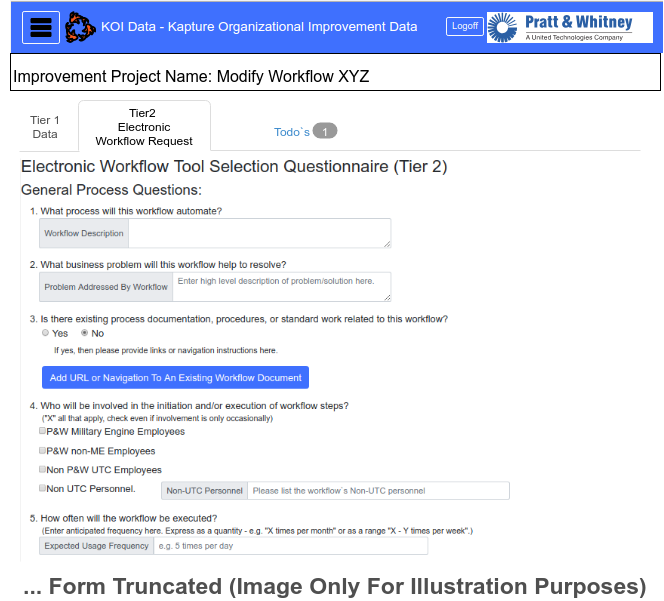 KOI Data - Kapture Organizational Improvement Data
Logoff
Pratt & Whitney
A United Technologies Company
Improvement Project Name: Modify Workflow XYZ
Tier 1
Data
Tier2
Electronic
Workflow Request
Todo`s 1
Electronic Workflow Tool Selection Questionnaire (Tier 2)
General Process Questions:
1. What process will this workflow automate?
Workflow Description
2. What business problem will this workflow help to resolve?
Problem Addressed By Workflow
Enter high level description of problem/solution here.
3. Is there existing process documentation, procedures, or standard work related to this workflow?
Yes No
If yes, then please provide links or navigation instructions here.
Add URL or Navigation To An Existing Workflow Document
4. Who will be involved in the initiation and/or execution of workflow steps?
("X" all that apply, check even if involvement is only occasionally)
P&W Military Engine Employees
P&W non-ME Employees
Non P&W UTC Employees
Non UTC Personnel. Non-UTC Personnel Please list the workflow`s Non-UTC personnel
5. How often will the workflow be executed?
(Enter anticipated frequency here. Express as a quantity - e.g. "X times per month" or as a range "X - Y times per week".)
Expected Usage Frequency e.g. 5 times per day
... Form Truncated (Image Only For Illustration Purposes)